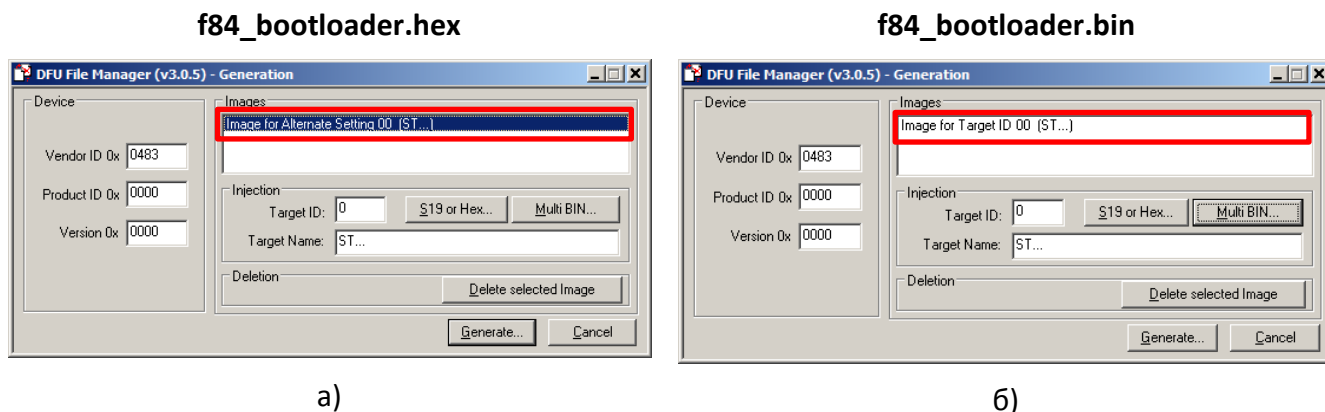 f84_bootloader.hex
DFU File Manager (v3.0.5) - Generation
Device
Vendor ID 0x 0483
Product ID 0x 0000
Version 0x 0000
Images
Image for Alternate Setting 00 (ST...)
Injection
Target ID: 0 S19 or Hex... Multi BIN...
Target Name: ST...
Deletion
Delete selected Image
Generate... Cancel
а)
f84_bootloader.bin
DFU File Manager (v3.0.5) - Generation
Device
Vendor ID 0x 0483
Product ID 0x 0000
Version 0x 0000
Images
Image for Target ID 00 (ST...)
Injection
Target ID: 0 S19 or Hex... Multi BIN...
Target Name: ST...
Deletion
Delete selected Image
Generate... Cancel
б)